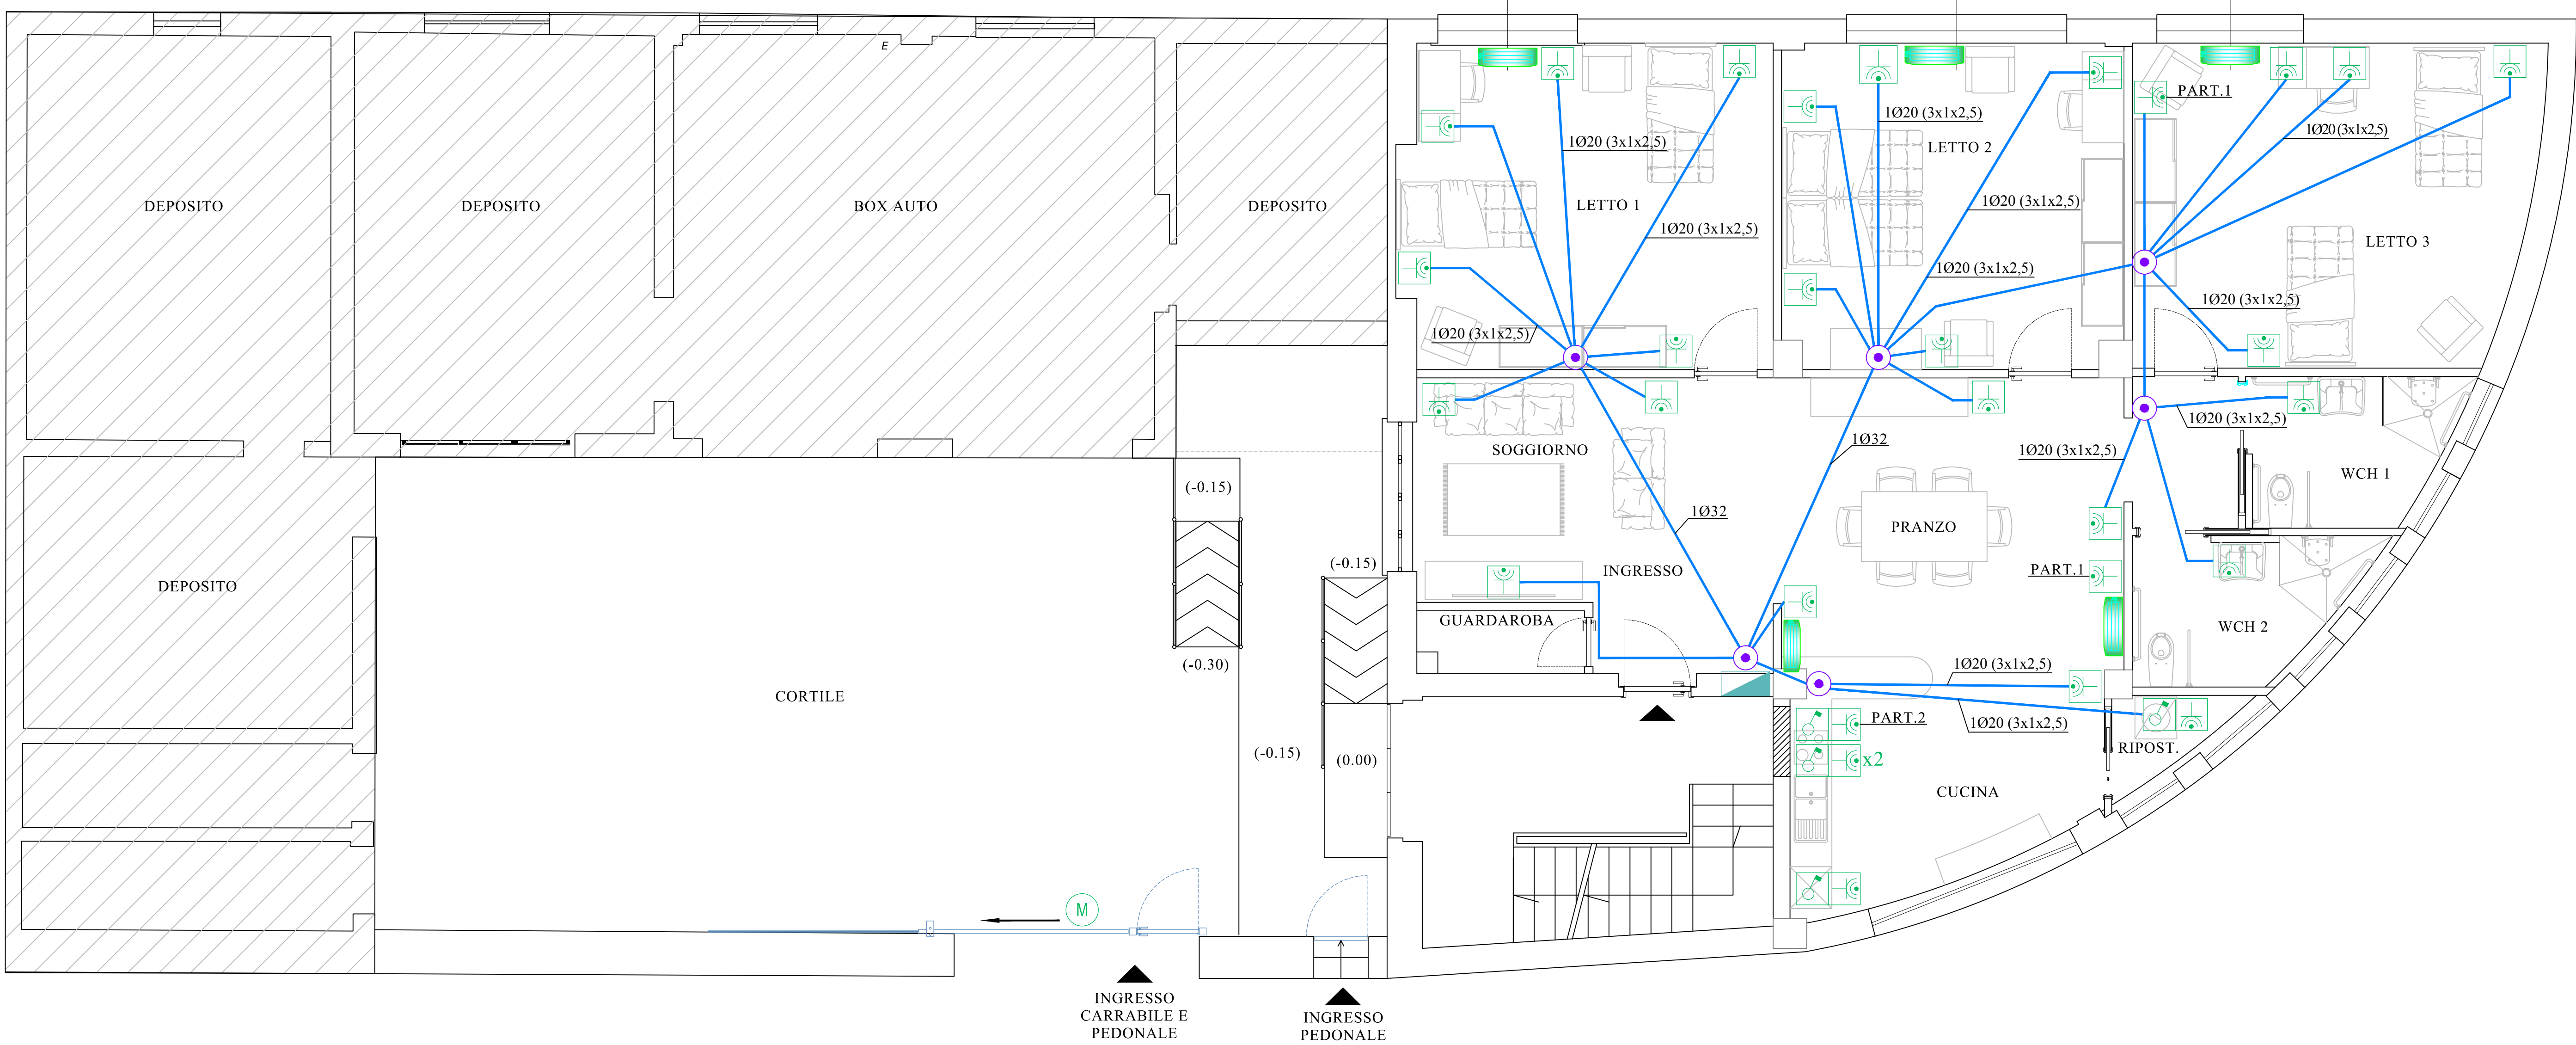 E
PART.1
1Ø20 (3x1x2,5)
1Ø20 (3x1x2,5)
1Ø20 (3x1x2,5)
LETTO 2
DEPOSITO
DEPOSITO
BOX AUTO
DEPOSITO
LETTO 1
1Ø20 (3x1x2,5)
1Ø20 (3x1x2,5)
LETTO 3
1Ø20 (3x1x2,5)
1Ø20 (3x1x2,5)
1Ø20 (3x1x2,5)
1Ø20 (3x1x2,5)
1Ø32
SOGGIORNO
1Ø20 (3x1x2,5)
WCH 1
(-0.15)
1Ø32
PRANZO
(-0.15)
INGRESSO
PART.1
DEPOSITO
GUARDAROBA
WCH 2
(-0.30)
1Ø20 (3x1x2,5)
CORTILE
PART.2
1Ø20 (3x1x2,5)
(-0.15)
(0.00)
x2
RIPOST.
CUCINA
M
INGRESSO
CARRABILE E
PEDONALE
INGRESSO
PEDONALE